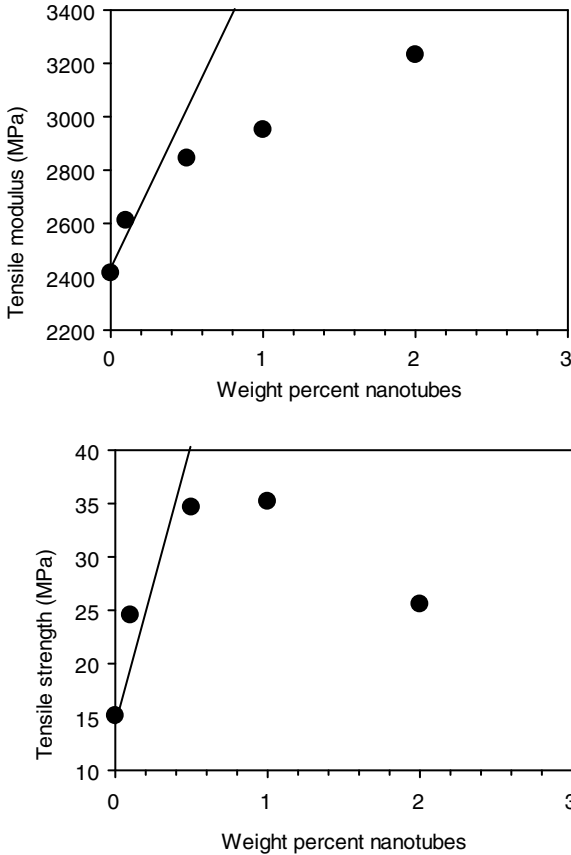 3400
3200
3000
2800
2600
2400
2200
Tensile modulus (MPa)
0 1 2 3
Weight percent nanotubes
40
35
30
25
20
15
10
Tensile strength (MPa)
0 1 2 3
Weight percent nanotubes